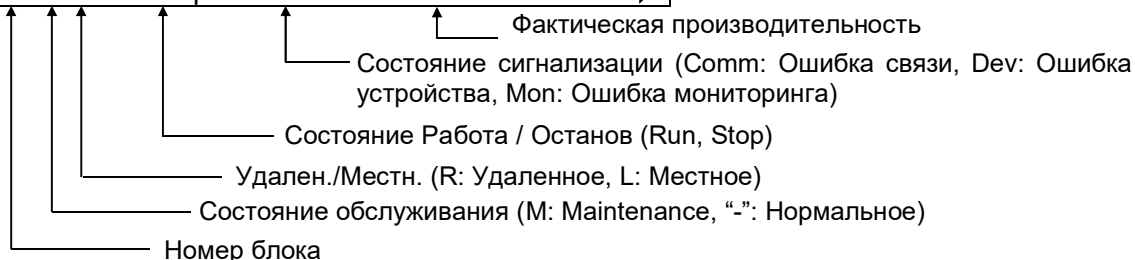 Фактическая производительность
Состояние сигнализации (Comm: Ошибка связи, Dev: Ошибка
устройства, Mon: Ошибка мониторинга)
Состояние Работа / Останов (Run, Stop)
Удален./Местн. (R: Удаленное, L: Местное)
Состояние обслуживания (M: Maintenance, “-”: Нормальное)
Номер блока